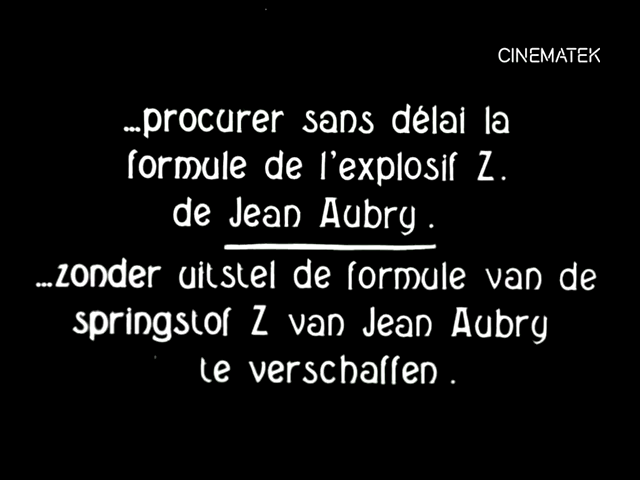 CINEMATEK
...procurer sans délai la
formule de l'explosif Z.
de Jean Aubry.
...zonder uitstel de formule van de
springstof Z van Jean Aubry
te verschaffen.